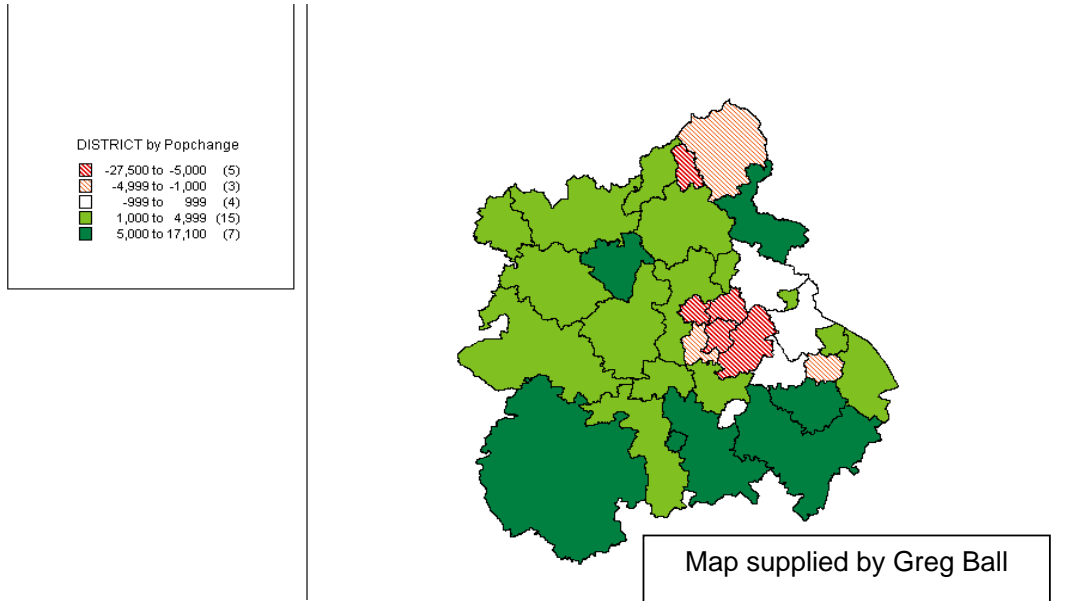 DISTRICT by Popchange
-27,500 to -5,000 (5)
-4,999 to -1,000 (3)
-999 to 999 (4)
1,000 to 4,999 (15)
5,000 to 17,100 (7)
Map supplied by Greg Ball